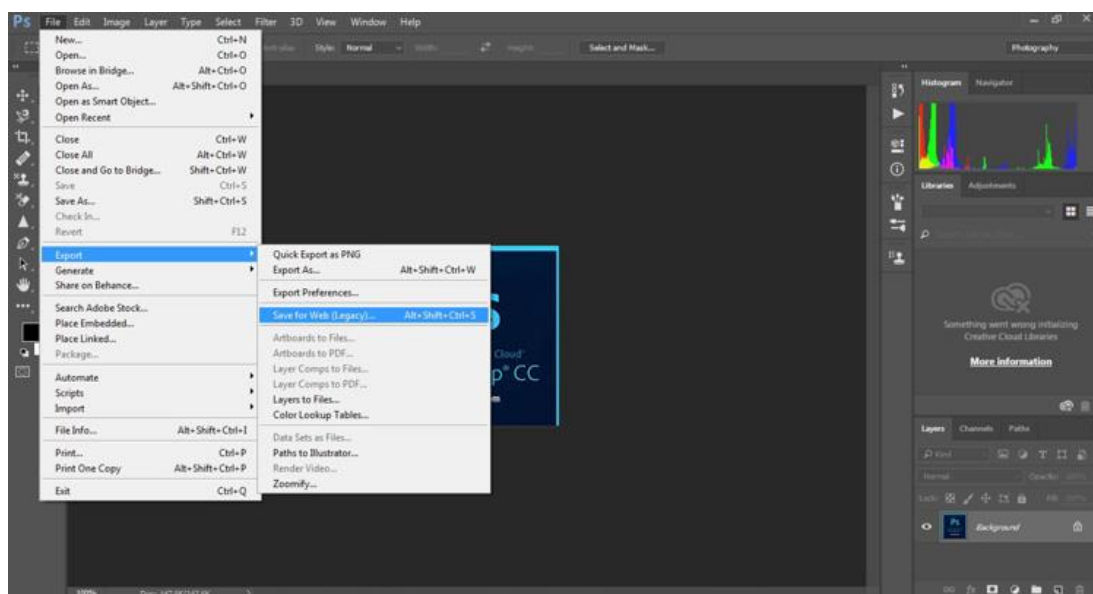 Ps File Edit Image Layer Type Select Filter 3D View Window Help
Style: Normal Select and Mask... Photography
New... Ctrl+N
Open... Ctrl+O
Browse in Bridge... Alt+Ctrl+O
Open As... Alt+Shift+Ctrl+O
Open as Smart Object...
Open Recent
Close Ctrl+W
Close All Alt+Ctrl+W
Close and Go to Bridge... Shift+Ctrl+W
Save Ctrl+S
Save As... Shift+Ctrl+S
Check In...
Revert F12
Export
Generate
Share on Behance...
Search Adobe Stock...
Place Embedded...
Place Linked...
Package...
Automate
Scripts
Import
File Info... Alt+Shift+Ctrl+I
Print... Ctrl+P
Print One Copy Alt+Shift+Ctrl+P
Exit Ctrl+Q
Quick Export as PNG
Export As... Alt+Shift+Ctrl+W
Export Preferences...
Save for Web (Legacy)... Alt+Shift+Ctrl+S
Artboards to Files...
Artboards to PDF...
Layer Comps to Files...
Layer Comps to PDF...
Layers to Files...
Color Lookup Tables...
Data Sets as Files...
Paths to Illustrator...
Render Video...
Zoomify...
Cloiud
p® CC
Histogram Navigator
Libraries Adjustments
Something went wrong initializing
Creative Cloud Libraries
More information
Layers Channels Paths
Kind
Normal Opacity:
Lock: Fill:
Ps Background
100%